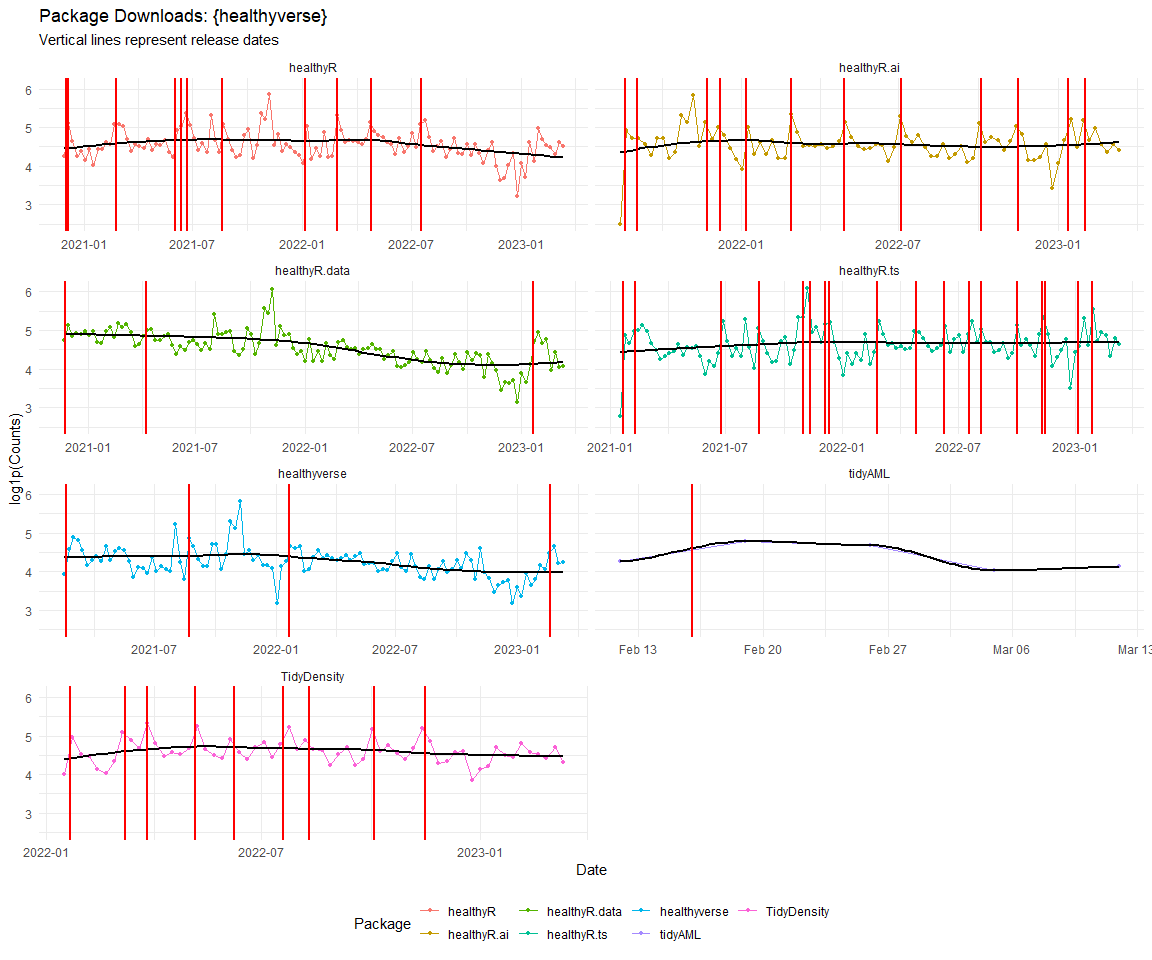 Package Downloads: {healthyverse}
Vertical lines represent release dates
healthyR healthyR.ai
6
5
4
3
2021-01 2021-07 2022-01 2022-07 2023-01 2022-01 2022-07 2023-01
healthyR.data healthyR.ts
6
5
4
3
2021-01 2021-07 2022-01 2022-07 2023-01 2021-01 2021-07 2022-01 2022-07 2023-01
log1p(Counts)
healthyverse tidyAML
6
5
4
3
2021-07 2022-01 2022-07 2023-01 Feb 13 Feb 20 Feb 27 Mar 06 Mar 13
TidyDensity
6
5
4
3
2022-01 2022-07 2023-01
Date
Package
healthyR healthyR.data healthyverse TidyDensity
healthyR.ai healthyR.ts tidyAML